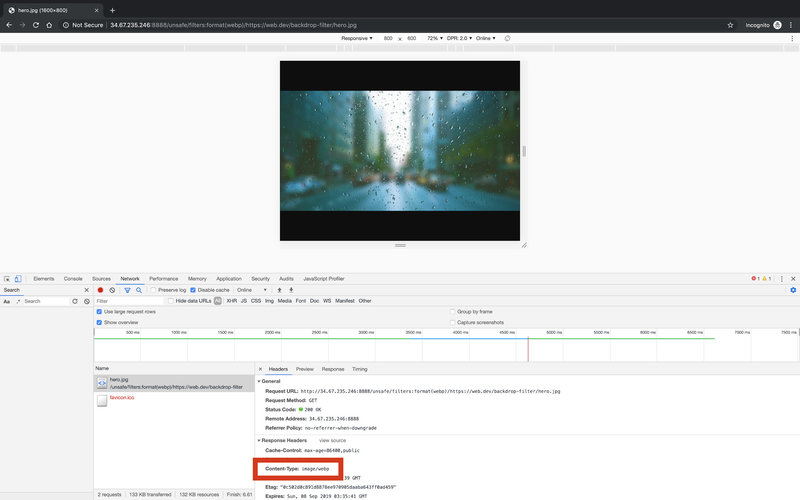 hero.jpg (1600×800)
Not Secure | 34.67.235.246:8888/unsafe/filters:format(webp)/https://web.dev/backdrop-filter/hero.jpg
Incognito
Responsive ▼ 800 × 600 72% ▼ DPR: 2.0 ▼ Online ▼
Elements Console Sources Network Performance Memory Application Security Audits JavaScript Profiler 1 1
Search
Preserve log Disable cache Online ▼
Aa .* Search
Filter Hide data URLs All XHR JS CSS Img Media Font Doc WS Manifest Other
Use large request rows Group by frame
Show overview Capture screenshots
500 ms 1000 ms 1500 ms 2000 ms 2500 ms 3000 ms 3500 ms 4000 ms 4500 ms 5000 ms 5500 ms 6000 ms 6500 ms 7000 ms 7500 ms
Name
Headers Preview Response Timing
hero.jpg
/unsafe/filters:format(webp)/https://web.dev/backdrop-filter
favicon.ico
▼ General
Request URL: http://34.67.235.246:8888/unsafe/filters:format(webp)/https://web.dev/backdrop-filter/hero.jpg
Request Method: GET
Status Code: 200 OK
Remote Address: 34.67.235.246:8888
Referrer Policy: no-referrer-when-downgrade
▼ Response Headers view source
Cache-Control: max-age=86400,public
Content-Type: image/webp
:39 GMT
Expires: Sun, 08 Sep 2019 03:35:41 GMT
2 requests 133 KB transferred 132 KB resources Finish: 6.61